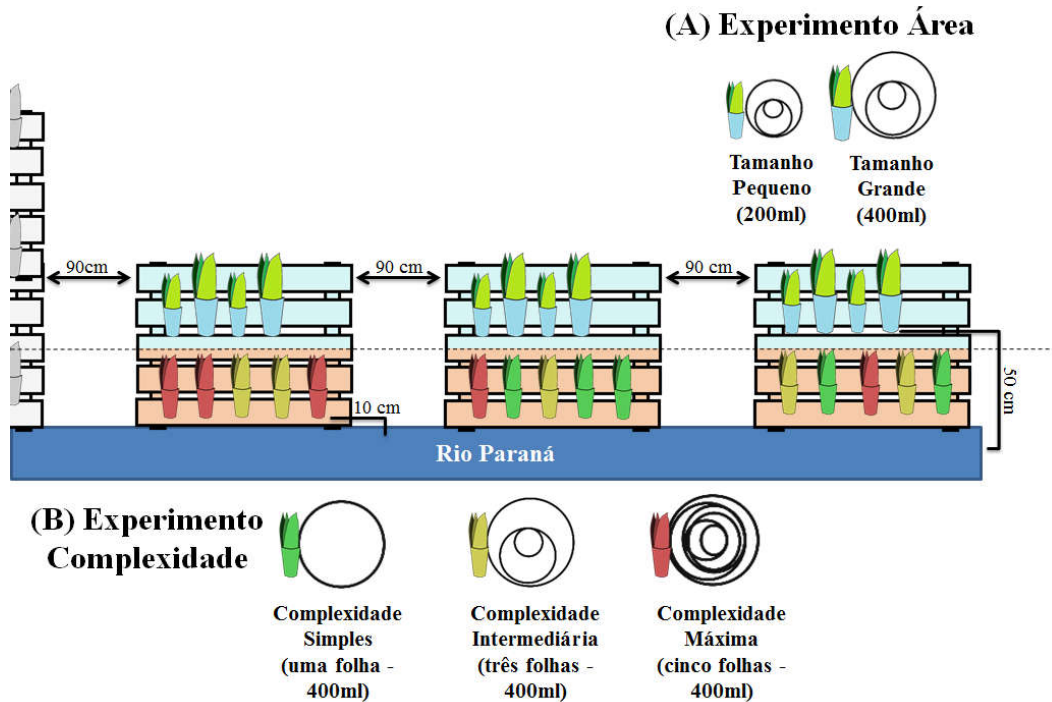 (A) Experimento Área
Tamanho
Pequeno
(200ml)
Tamanho
Grande
(400ml)
90cm
90 cm
90 cm
10 cm
50 cm
Rio Paraná
(B) Experimento
Complexidade
Complexidade
Simples
(uma folha -
400ml)
Complexidade
Intermediária
(três folhas -
400ml)
Complexidade
Máxima
(cinco folhas -
400ml)